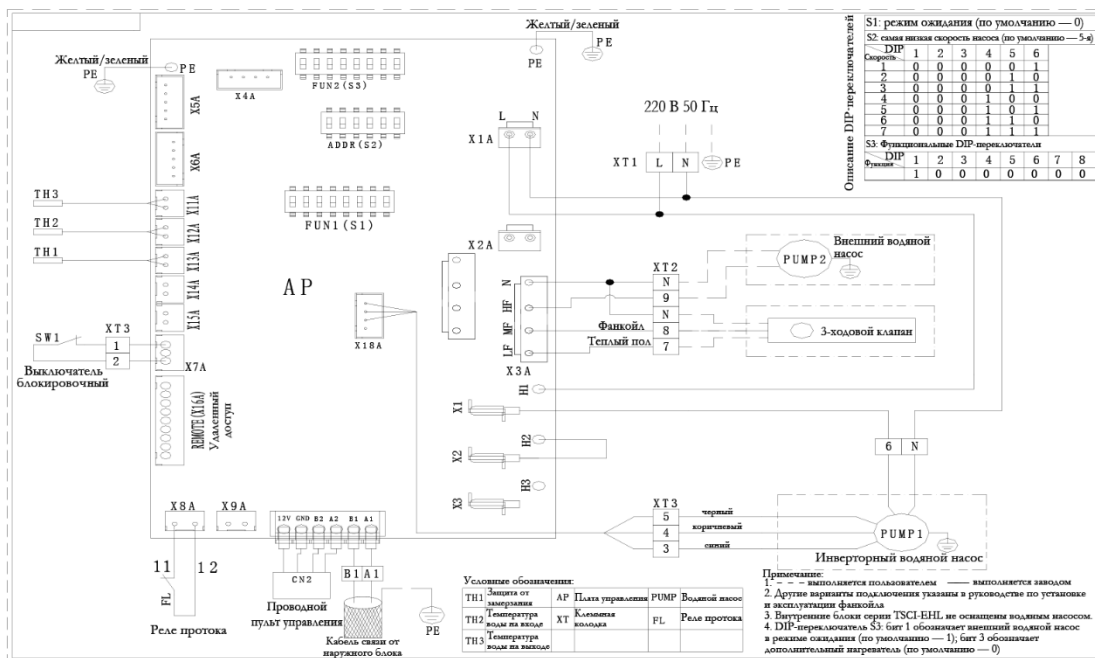 Желтый/зеленый
PE
Желтый/зеленый
PE
PE
PE
X5A
X4A
FUN2(S3)
ADDR(S2)
FUN1(S1)
X6A
TH3
X11A
TH2
X12A
TH1
X13A
X14A
X15A
AP
X18A
SW1
XT3
1
2
X7A
Выключатель
блокировочный
REMOTE(X16A)
Удаленный
доступ
L N
X1A
X2A
220 В 50 Гц
XT1 L N PE
N
HF
MF
LF
X3A
XT2
N
9
N
8
7
Фанкойл
Теплый пол
Внешний водяной
насос
PUMP2
3-ходовой клапан
H1
X1
H2
X2
H3
X3
6 N
XT3
5 черный
4 коричневый
3 синий
PUMP1
Инверторный водяной насос
X8A X9A
12V GND B2 A2 B1 A1
11 12
FL
Реле протока
CN2
Проводной
пульт управления
B1 A1
PE
Кабель связи от
наружного блока
Описание DIP-переключателей
S1: режим ожидания (по умолчанию — 0)
S2: самая низкая скорость насоса (по умолчанию — 5-я)
DIP 1 2 3 4 5 6
Скорость
1 0 0 0 0 0 1
2 0 0 0 0 1 0
3 0 0 0 0 1 1
4 0 0 0 1 0 0
5 0 0 0 1 0 1
6 0 0 0 1 1 0
7 0 0 0 1 1 1
S3: Функциональные DIP-переключатели
DIP 1 2 3 4 5 6 7 8
Функция
1 0 0 0 0 0 0 0
Условные обозначения:
TH1 Защита от замерзания AP Плата управления PUMP Водяной насос
TH2 Температура воды на входе XT Клеммная колодка FL Реле протока
TH3 Температура воды на выходе
Примечание:
1. - - - выполняется пользователем —— выполняется заводом
2. Другие варианты подключения указаны в руководстве по установке
и эксплуатации фанкойла
3. Внутренние блоки серии TSCI-EHL не оснащены водяным насосом.
4. DIP-переключатель S3: бит 1 обозначает внешний водяной насос
в режиме ожидания (по умолчанию — 1); бит 3 обозначает
дополнительный нагреватель (по умолчанию — 0)